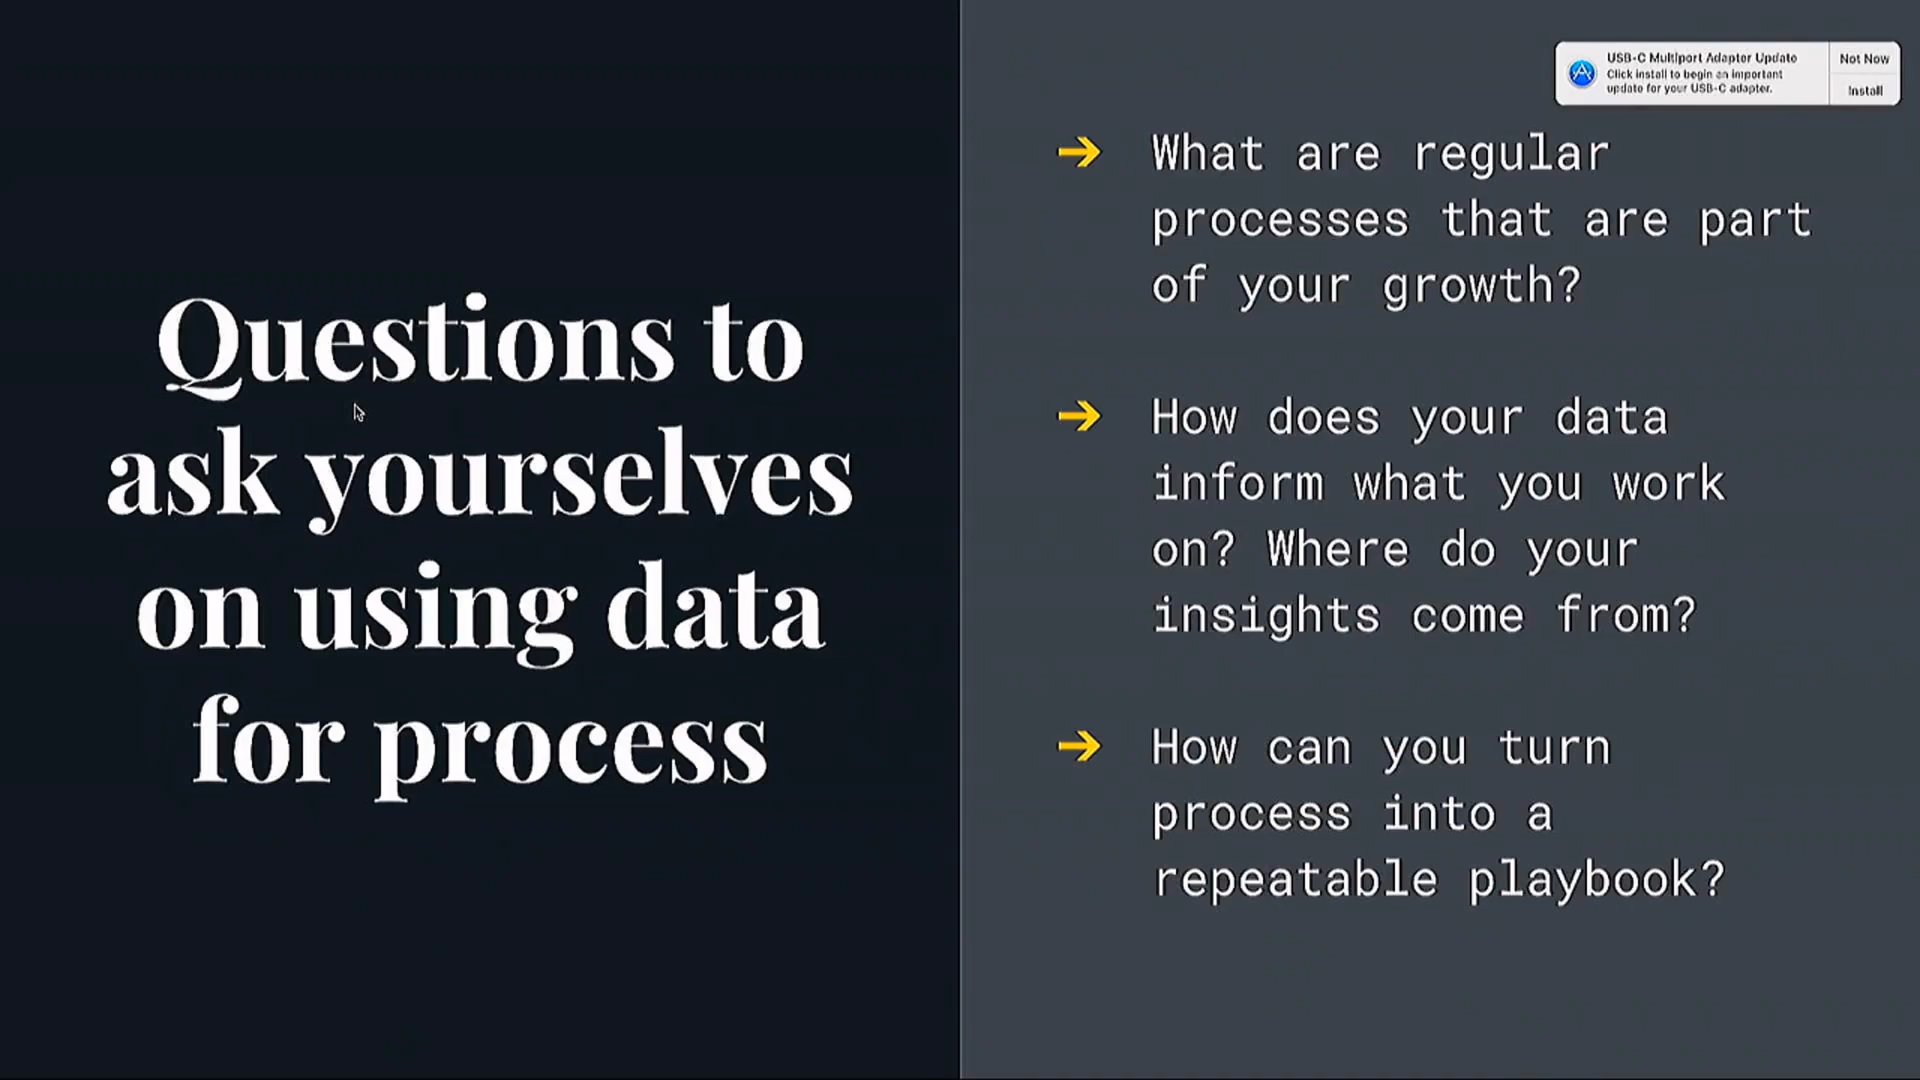 Questions to
ask yourselves
on using data
for process
USB-C Multiport Adapter Update
Click install to begin an important
update for your USB-C adapter.
Not Now
Install
What are regular
processes that are part
of your growth?
How does your data
inform what you work
on? Where do your
insights come from?
How can you turn
process into a
repeatable playbook?